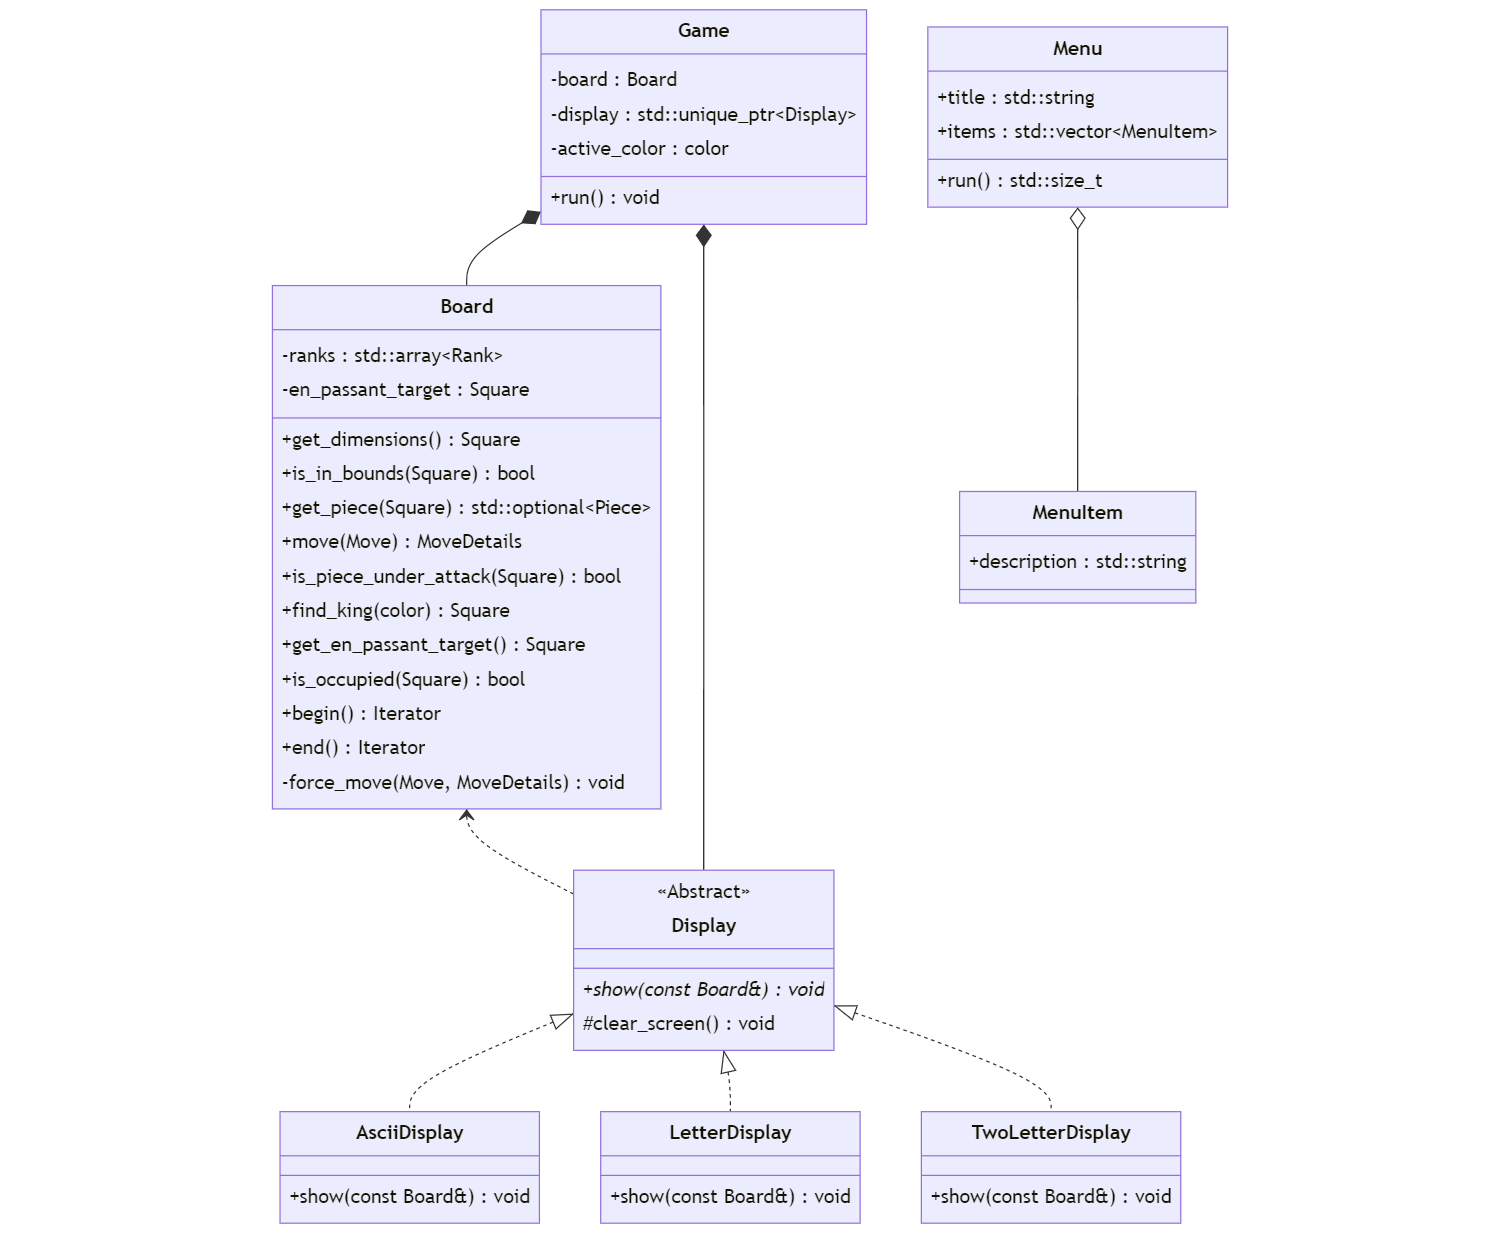 Game
-board : Board
-display : std::unique_ptr<Display>
-active_color : color
+run() : void
Menu
+title : std::string
+items : std::vector<MenuItem>
+run() : std::size_t
Board
-ranks : std::array<Rank>
-en_passant_target : Square
+get_dimensions() : Square
+is_in_bounds(Square) : bool
+get_piece(Square) : std::optional<Piece>
+move(Move) : MoveDetails
+is_piece_under_attack(Square) : bool
+find_king(color) : Square
+get_en_passant_target() : Square
+is_occupied(Square) : bool
+begin() : Iterator
+end() : Iterator
-force_move(Move, MoveDetails) : void
MenuItem
+description : std::string
«Abstract»
Display
+show(const Board&) : void
#clear_screen() : void
AsciiDisplay
+show(const Board&) : void
LetterDisplay
+show(const Board&) : void
TwoLetterDisplay
+show(const Board&) : void